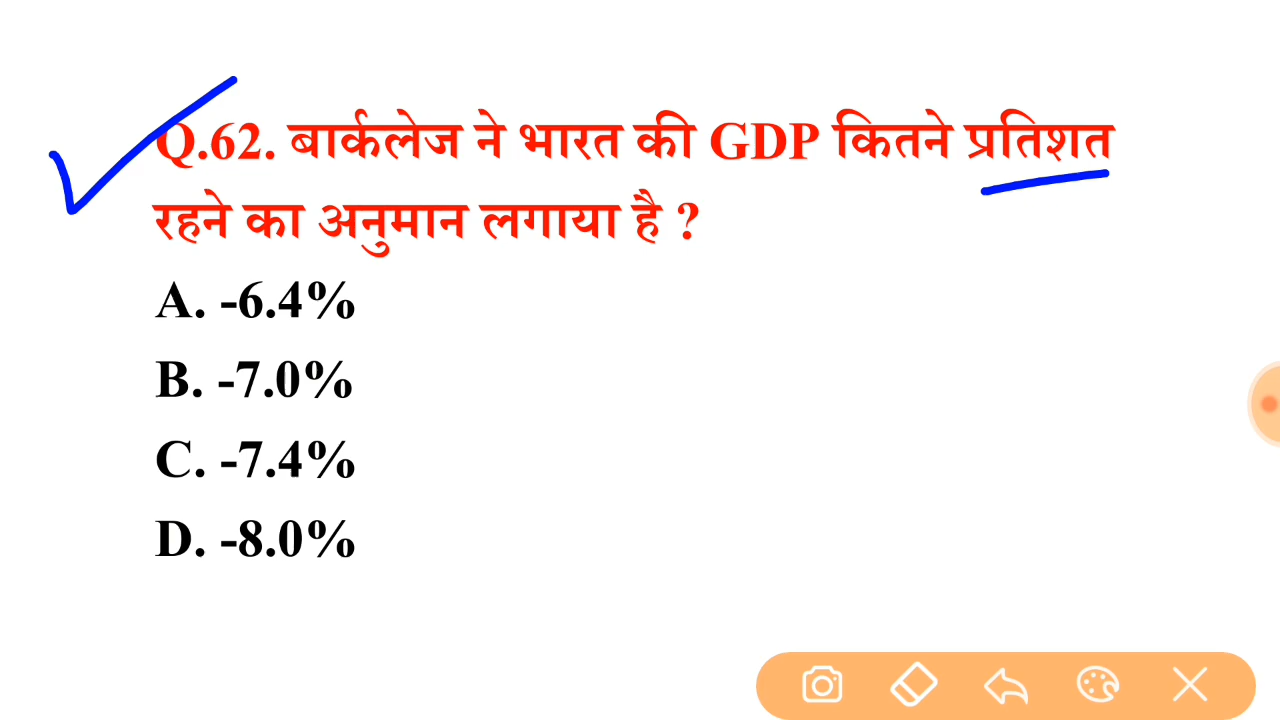 Q.62. बार्कलेज ने भारत की GDP कितने प्रतिशत
रहने का अनुमान लगाया है ?
A. -6.4%
B. -7.0%
C. -7.4%
D. -8.0%